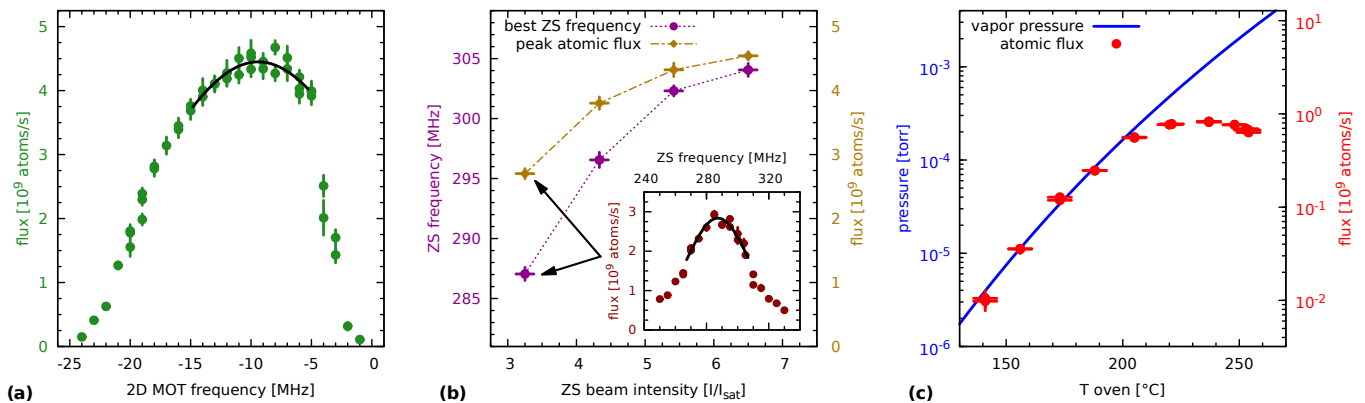 5
4
3
2
1
0
-25 -20 -15 -10 -5 0
flux [10⁹ atoms/s]
2D MOT frequency [MHz]
(a)
best ZS frequency
peak atomic flux
305
300
295
290
285
ZS frequency [MHz]
5
4
3
2
1
0
flux [10⁹ atoms/s]
ZS frequency [MHz]
240 280 320
3
2
1
0
flux [10⁹ atoms/s]
3 4 5 6 7
ZS beam intensity [I/Isat]
(b)
vapor pressure
atomic flux
10⁻³
10⁻⁴
10⁻⁵
10⁻⁶
pressure [torr]
10¹
10⁰
10⁻¹
10⁻²
flux [10⁹ atoms/s]
150 200 250
T oven [°C]
(c)